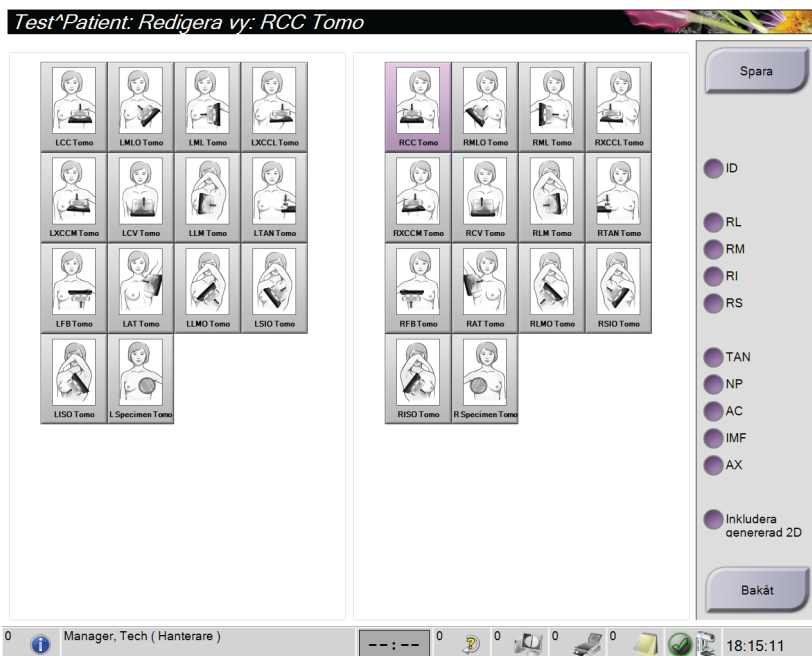 Test^Patient: Redigera vy: RCC Tomo
LCC Tomo
LMLO Tomo
LML Tomo
LXCCL Tomo
LXCCM Tomo
LCV Tomo
LLM Tomo
LTAN Tomo
LFB Tomo
LAT Tomo
LLMO Tomo
LSIO Tomo
LISO Tomo
L Specimen Tomo
RCC Tomo
RMLO Tomo
RML Tomo
RXCCL Tomo
RXCCM Tomo
RCV Tomo
RLM Tomo
RTAN Tomo
RFB Tomo
RAT Tomo
RLMO Tomo
RSIO Tomo
RISO Tomo
R Specimen Tomo
Spara
ID
RL
RM
RI
RS
TAN
NP
AC
IMF
AX
Inkludera
genererad 2D
Bakåt
0
Manager, Tech ( Hanterare )
--:--
0
0
0
0
18:15:11